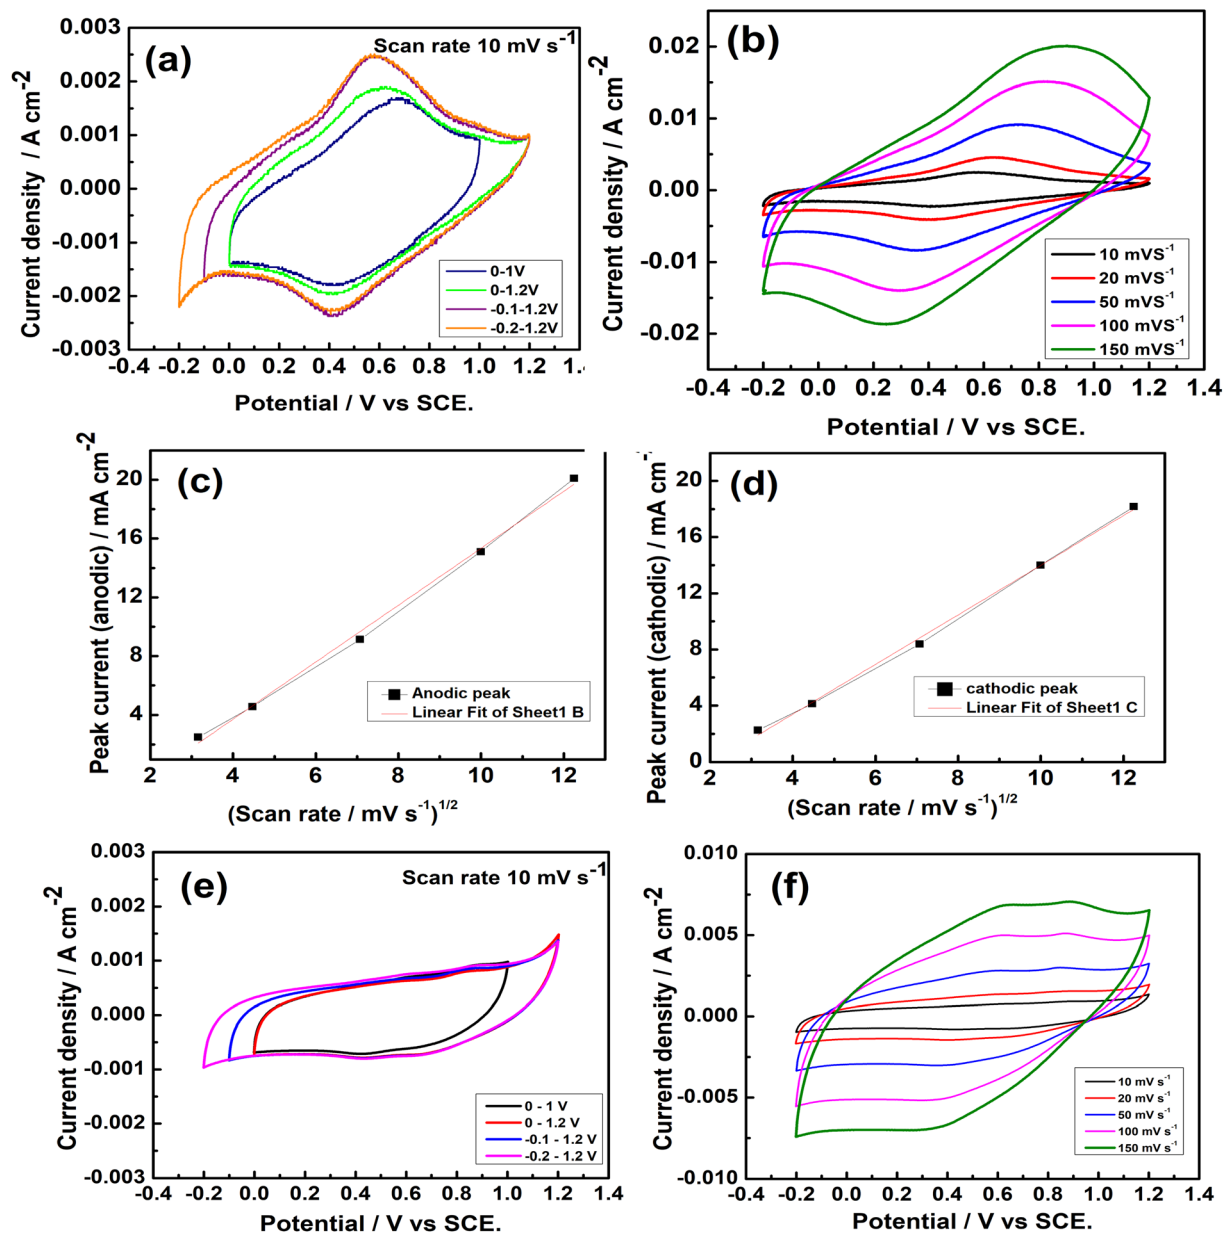 (a)
Scan rate 10 mV s⁻¹
Current density / A cm⁻²
0.003
0.002
0.001
0.000
-0.001
-0.002
-0.003
0-1V
0-1.2V
-0.1-1.2V
-0.2-1.2V
-0.4 -0.2 0.0 0.2 0.4 0.6 0.8 1.0 1.2 1.4
Potential / V vs SCE.
(b)
Current density / A cm⁻²
0.02
0.01
0.00
-0.01
-0.02
10 mVS⁻¹
20 mVS⁻¹
50 mVS⁻¹
100 mVS⁻¹
150 mVS⁻¹
-0.4 -0.2 0.0 0.2 0.4 0.6 0.8 1.0 1.2 1.4
Potential / V vs SCE.
(c)
Peak current (anodic) / mA cm⁻²
20
16
12
8
4
Anodic peak
Linear Fit of Sheet1 B
2 4 6 8 10 12
(Scan rate / mV s⁻¹)¹/²
(d)
Peak current (cathodic) / mA cm⁻
20
16
12
8
4
2
0
cathodic peak
Linear Fit of Sheet1 C
2 4 6 8 10 12
(Scan rate / mV s⁻¹)¹/²
(e)
Scan rate 10 mV s⁻¹
Current density / A cm⁻²
0.003
0.002
0.001
0.000
-0.001
-0.002
-0.003
0 - 1 V
0 - 1.2 V
-0.1 - 1.2 V
-0.2 - 1.2 V
-0.4 -0.2 0.0 0.2 0.4 0.6 0.8 1.0 1.2 1.4
Potential / V vs SCE.
(f)
Current density / A cm⁻²
0.010
0.005
0.000
-0.005
-0.010
10 mV s⁻¹
20 mV s⁻¹
50 mV s⁻¹
100 mV s⁻¹
150 mV s⁻¹
-0.4 -0.2 0.0 0.2 0.4 0.6 0.8 1.0 1.2 1.4
Potential / V vs SCE.